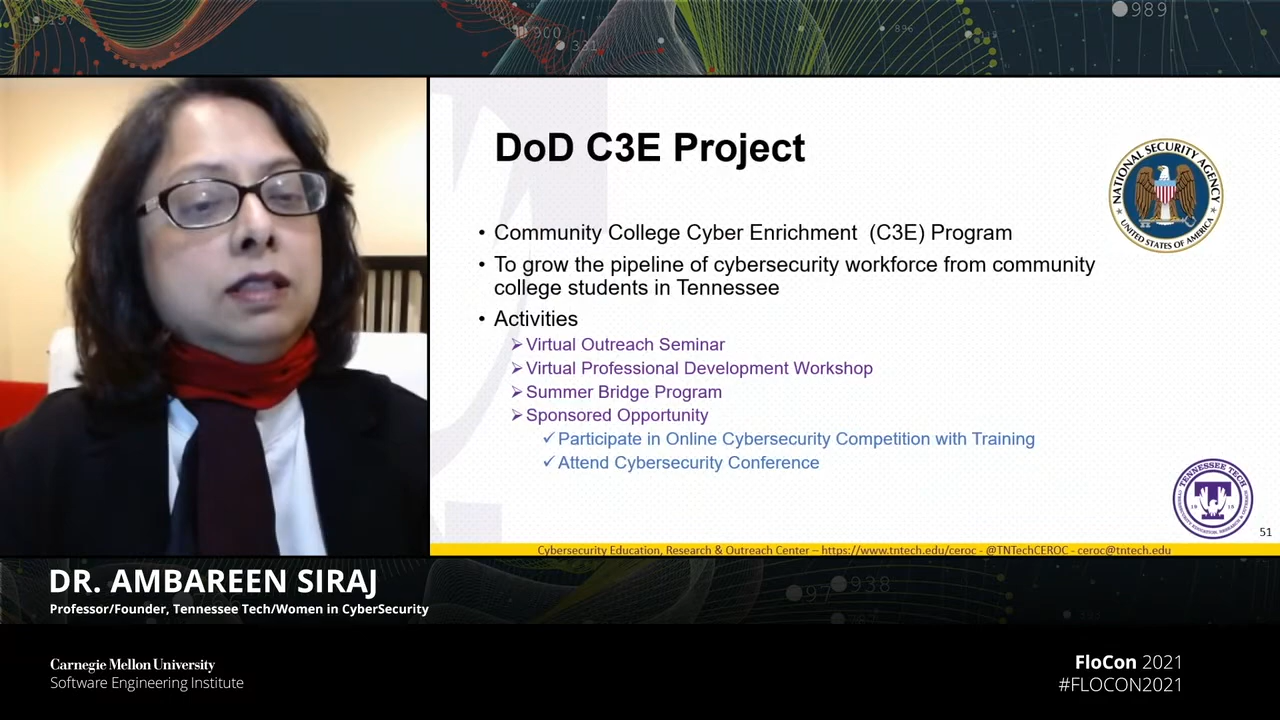 989
900
331
896
DoD C3E Project
NATIONAL SECURITY AGENCY
UNITED STATES OF AMERICA
• Community College Cyber Enrichment (C3E) Program
• To grow the pipeline of cybersecurity workforce from community
college students in Tennessee
• Activities
➢ Virtual Outreach Seminar
➢ Virtual Professional Development Workshop
➢ Summer Bridge Program
➢ Sponsored Opportunity
✓ Participate in Online Cybersecurity Competition with Training
✓ Attend Cybersecurity Conference
TENNESSEE TECH
51
Cybersecurity Education, Research & Outreach Center – https://www.tntech.edu/ceroc - @TNTechCEROC - ceroc@tntech.edu
DR. AMBAREEN SIRAJ
938
Professor/Founder, Tennessee Tech/Women in CyberSecurity
Carnegie Mellon University
Software Engineering Institute
FloCon 2021
#FLOCON2021